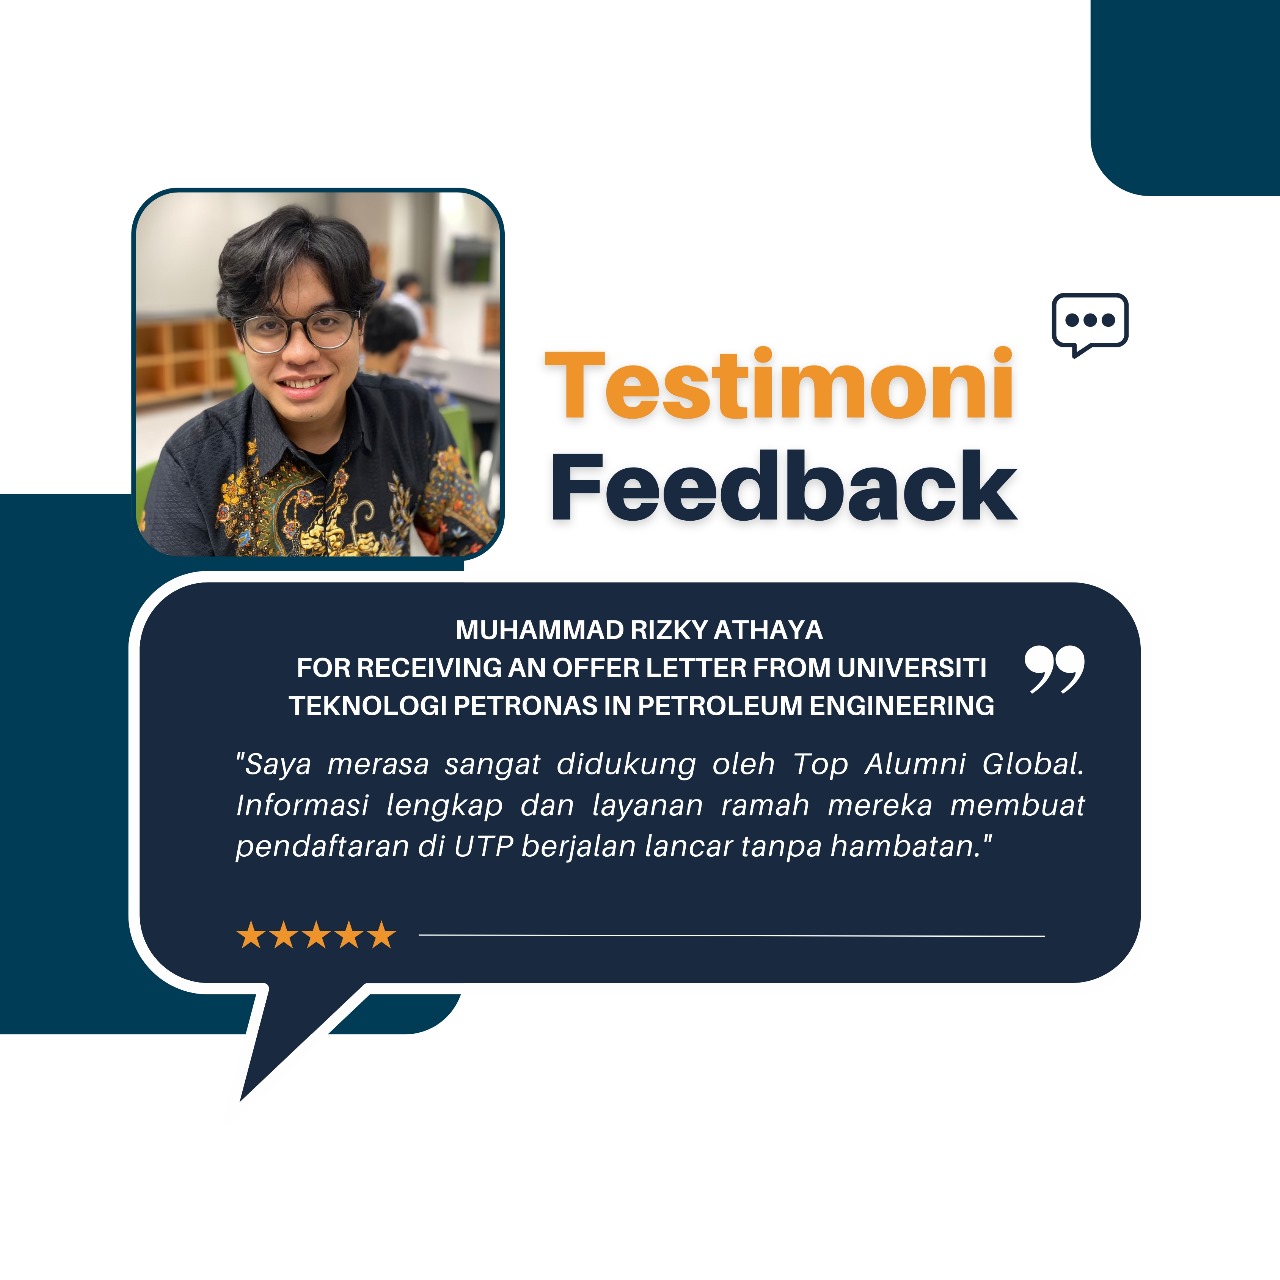 Testimoni
Feedback
MUHAMMAD RIZKY ATHAYA
FOR RECEIVING AN OFFER LETTER FROM UNIVERSITI
TEKNOLOGI PETRONAS IN PETROLEUM ENGINEERING
"Saya merasa sangat didukung oleh Top Alumni Global.
Informasi lengkap dan layanan ramah mereka membuat
pendaftaran di UTP berjalan lancar tanpa hambatan."